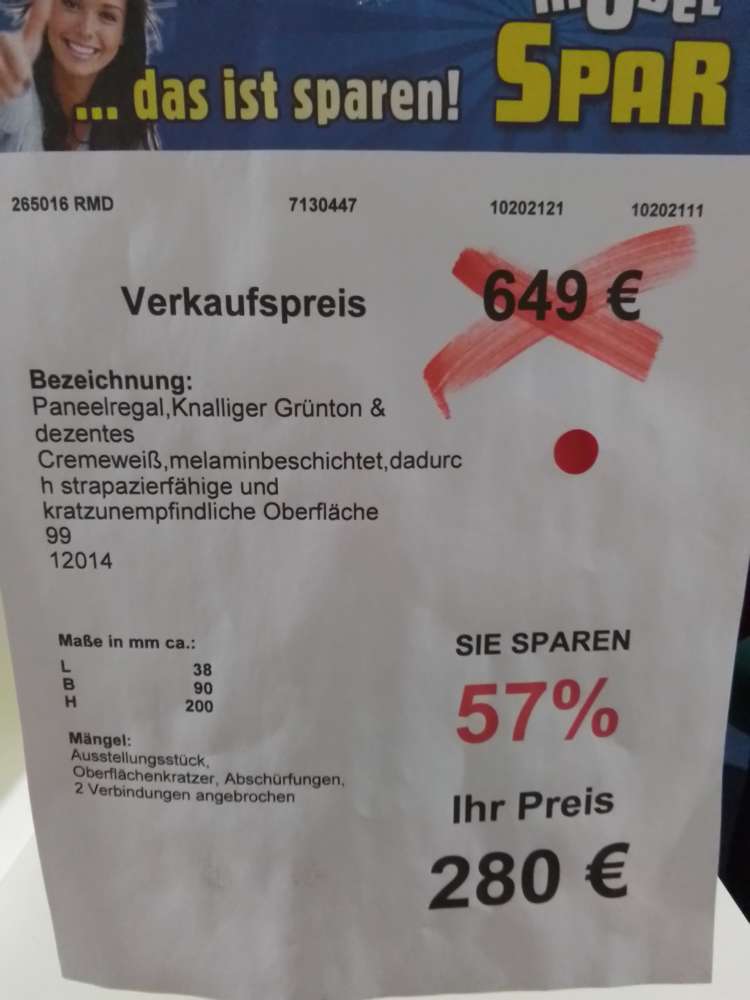 ... das ist sparen!
SPAR
265016 RMD 7130447 10202121 10202111
Verkaufspreis 649 €
Bezeichnung:
Paneelregal,Knalliger Grünton &
dezentes
Cremeweiß,melaminbeschichtet,dadurc
h strapazierfähige und
kratzunempfindliche Oberfläche
99
12014
Maße in mm ca.:
L 38
B 90
H 200
Mängel:
Ausstellungsstück,
Oberflächenkratzer, Abschürfungen,
2 Verbindungen angebrochen
SIE SPAREN
57%
Ihr Preis
280 €